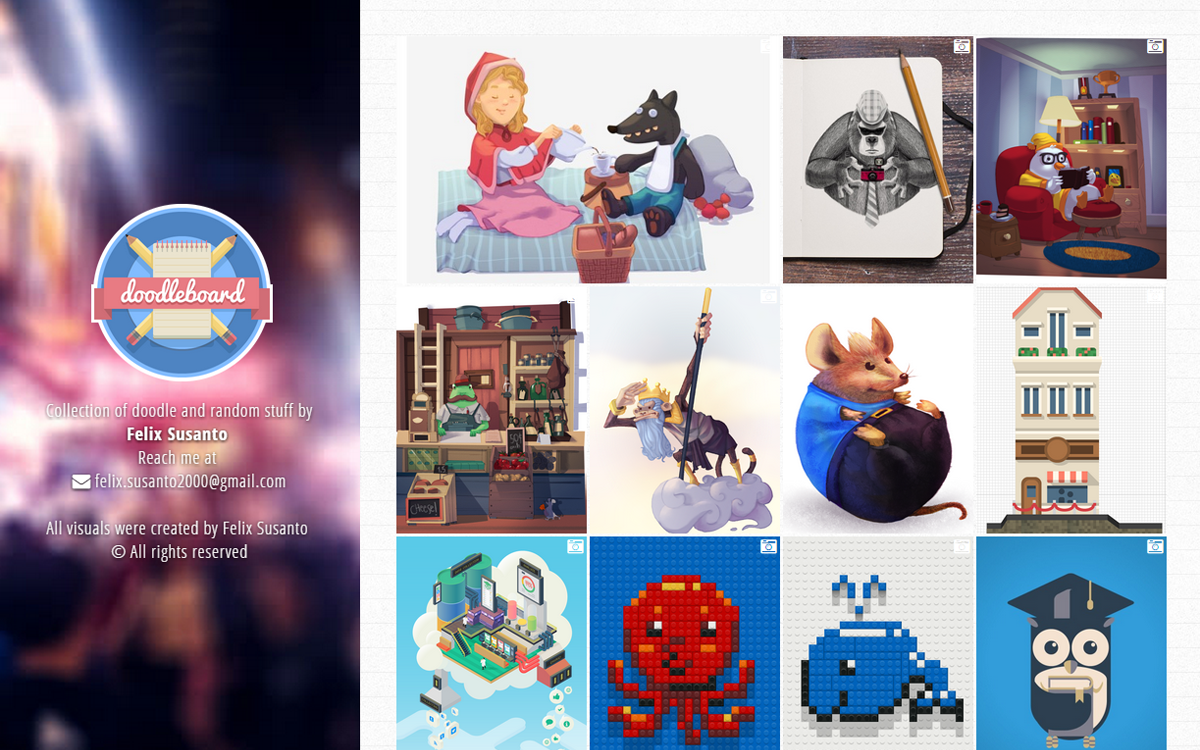 doodleboard
Collection of doodle and random stuff by
Felix Susanto
Reach me at
felix.susanto2000@gmail.com
All visuals were created by Felix Susanto
© All rights reserved
CHEESE!